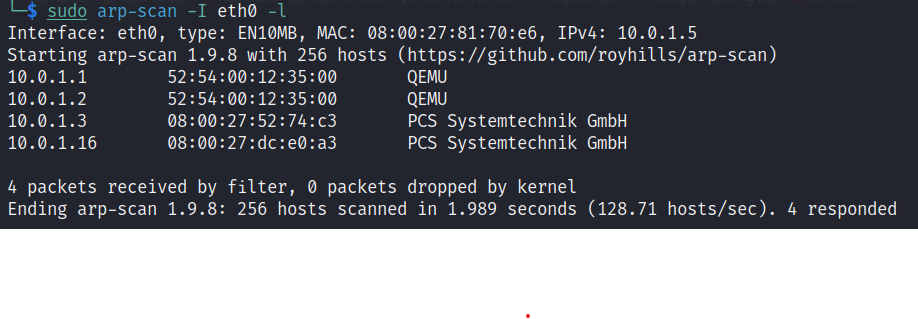 └─$ sudo arp-scan -I eth0 -l
Interface: eth0, type: EN10MB, MAC: 08:00:27:81:70:e6, IPv4: 10.0.1.5
Starting arp-scan 1.9.8 with 256 hosts (https://github.com/royhills/arp-scan)
10.0.1.1	52:54:00:12:35:00	QEMU
10.0.1.2	52:54:00:12:35:00	QEMU
10.0.1.3	08:00:27:52:74:c3	PCS Systemtechnik GmbH
10.0.1.16	08:00:27:dc:e0:a3	PCS Systemtechnik GmbH
4 packets received by filter, 0 packets dropped by kernel
Ending arp-scan 1.9.8: 256 hosts scanned in 1.989 seconds (128.71 hosts/sec). 4 responded